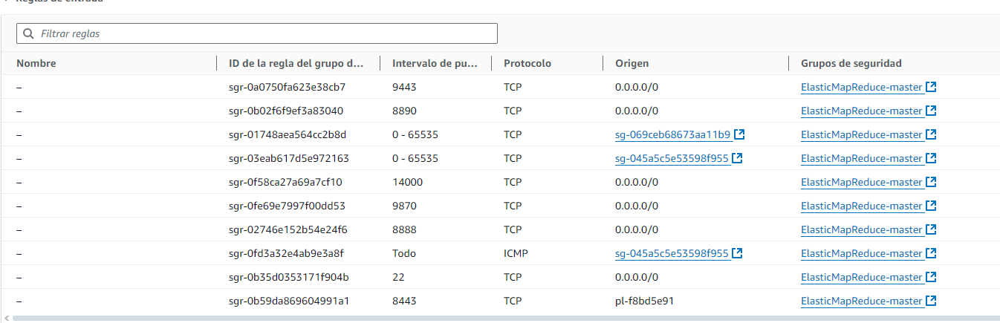 Reglas de entrada
Filtrar reglas
Nombre ID de la regla del grupo d... Intervalo de pu... Protocolo Origen Grupos de seguridad
– sgr-0a0750fa623e38cb7 9443 TCP 0.0.0.0/0 ElasticMapReduce-master
– sgr-0b02f6f9ef3a83040 8890 TCP 0.0.0.0/0 ElasticMapReduce-master
– sgr-01748aea564cc2b8d 0 - 65535 TCP sg-069ceb68673aa11b9 ElasticMapReduce-master
– sgr-03eab617d5e972163 0 - 65535 TCP sg-045a5c5e53598f955 ElasticMapReduce-master
– sgr-0f58ca27a69a7cf10 14000 TCP 0.0.0.0/0 ElasticMapReduce-master
– sgr-0fe69e7997f00dd53 9870 TCP 0.0.0.0/0 ElasticMapReduce-master
– sgr-02746e152b54e24f6 8888 TCP 0.0.0.0/0 ElasticMapReduce-master
– sgr-0fd3a32e4ab9e3a8f Todo ICMP sg-045a5c5e53598f955 ElasticMapReduce-master
– sgr-0b35d0353171f904b 22 TCP 0.0.0.0/0 ElasticMapReduce-master
– sgr-0b59da869604991a1 8443 TCP pl-f8bd5e91 ElasticMapReduce-master